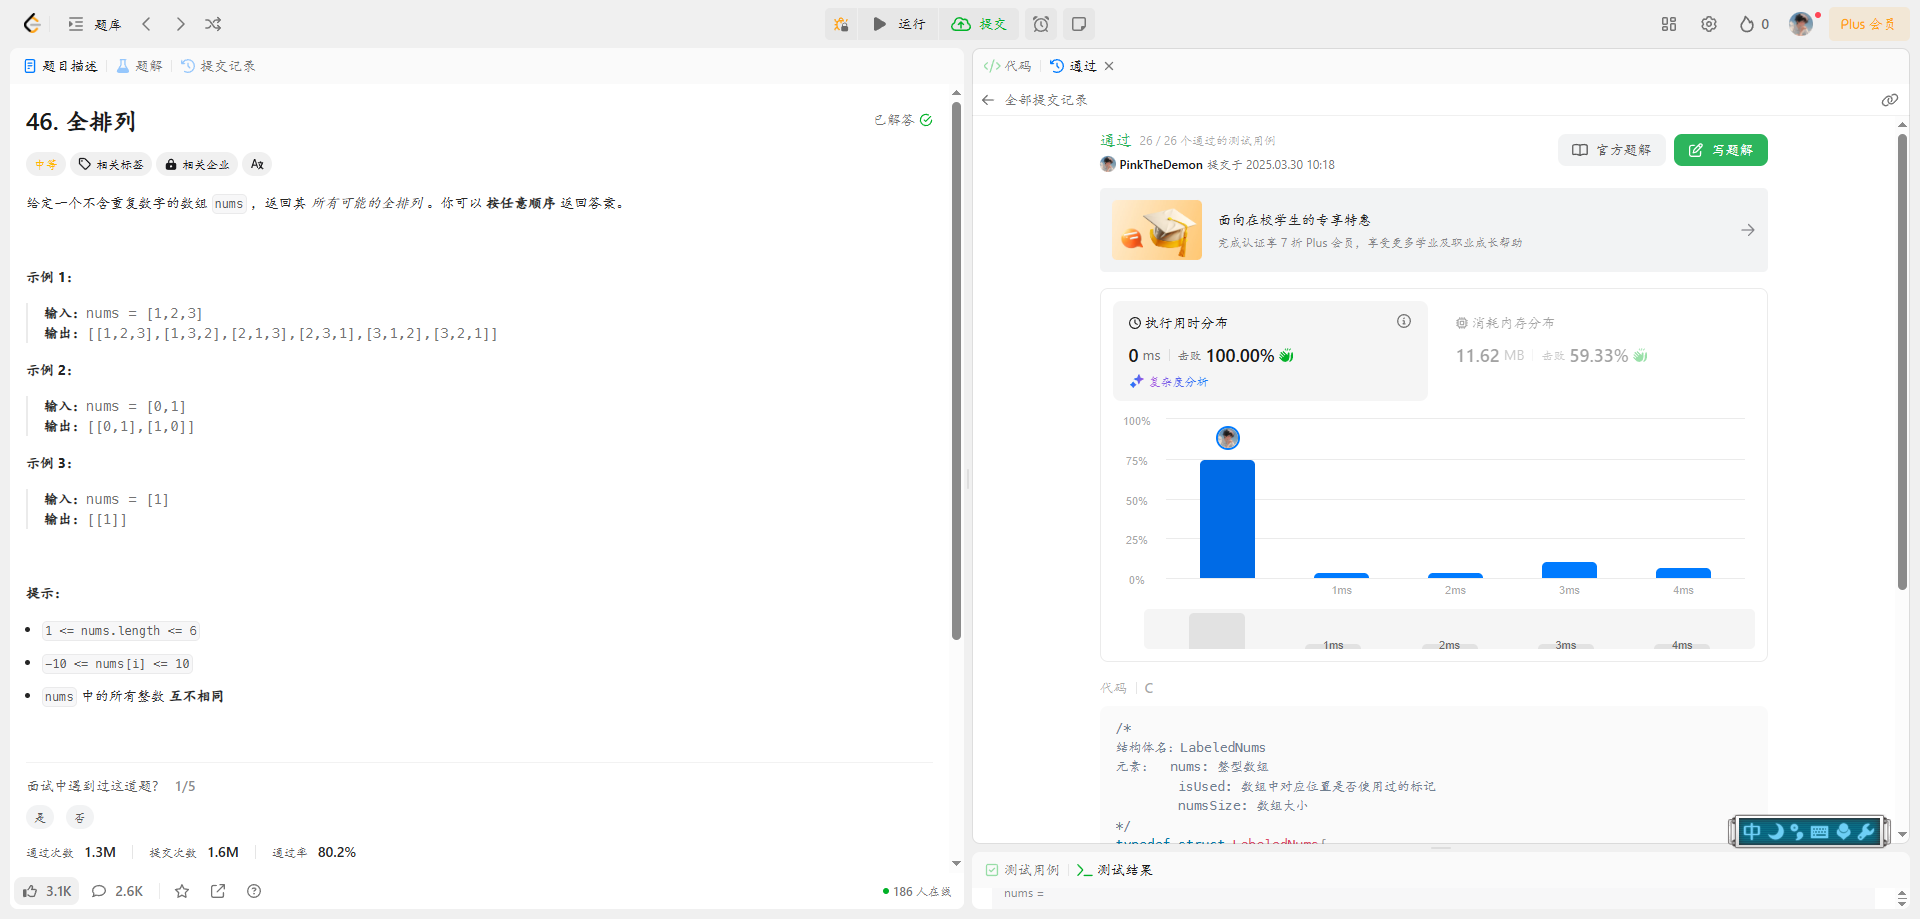 题库
运行
提交
0
Plus 会员
题目描述
题解
提交记录
46. 全排列
已解答
中等
相关标签
相关企业
给定一个不含重复数字的数组 nums ，返回其 所有可能的全排列 。你可以 按任意顺序 返回答案。
示例 1：
输入：nums = [1,2,3]
输出：[[1,2,3],[1,3,2],[2,1,3],[2,3,1],[3,1,2],[3,2,1]]
示例 2：
输入：nums = [0,1]
输出：[[0,1],[1,0]]
示例 3：
输入：nums = [1]
输出：[[1]]
提示：
1 <= nums.length <= 6
-10 <= nums[i] <= 10
nums 中的所有整数 互不相同
面试中遇到过这道题? 1/5
是
否
通过次数 1.3M
提交次数 1.6M
通过率 80.2%
3.1K
2.6K
186 人在线
代码
通过
全部提交记录
通过 26 / 26 个通过的测试用例
PinkTheDemon 提交于 2025.03.30 10:18
官方题解
写题解
面向在校学生的专享特惠
完成认证享 7 折 Plus 会员，享受更多学业及职业成长帮助
执行用时分布
0 ms 击败 100.00%
复杂度分析
消耗内存分布
11.62 MB 击败 59.33%
100%
75%
50%
25%
0%
1ms
2ms
3ms
4ms
1ms
2ms
3ms
4ms
代码
C
/*
结构体名：LabeledNums
元素： nums: 整型数组
isUsed: 数组中对应位置是否使用过的标记
numsSize: 数组大小
*/
typedef struct LabeledNums{
中
测试用例
测试结果
nums =